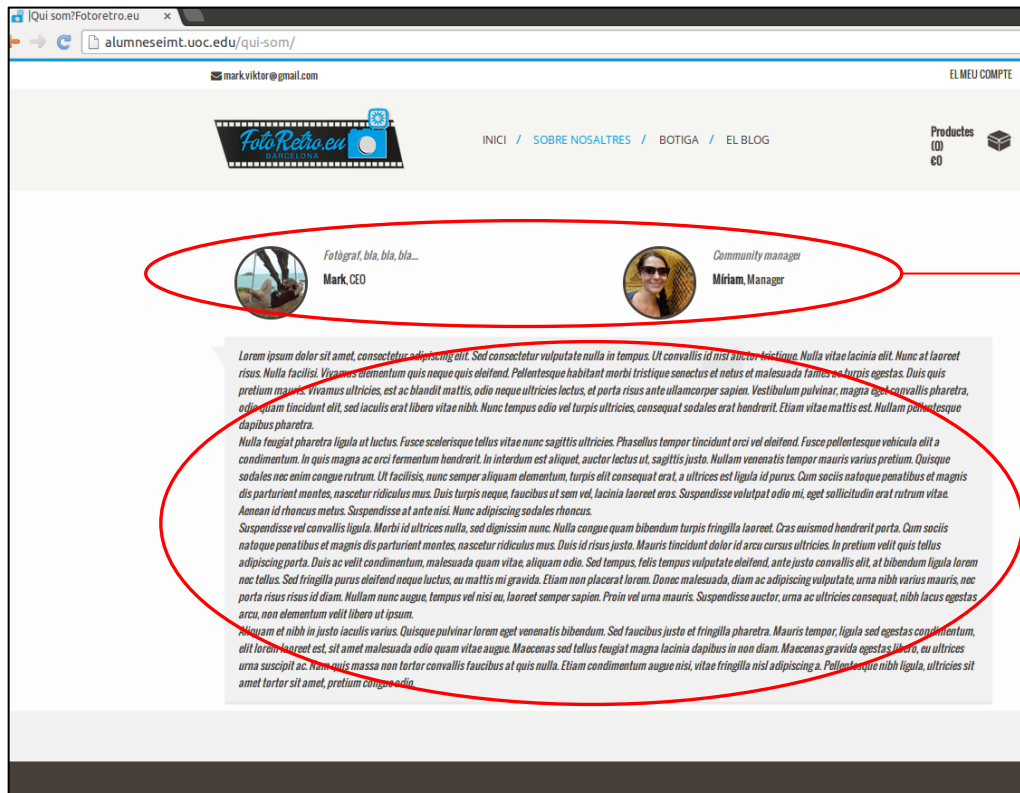 |Qui som?Fotoretro.eu x
alumneseimt.uoc.edu/qui-som/
mark.viktor@gmail.com EL MEU COMPTE
FotoRetro.eu
BARCELONA
INICI / SOBRE NOSALTRES / BOTIGA / EL BLOG
Productes
(0)
€0
Fotògraf, bla, bla, bla...
Mark, CEO
Community manager
Míriam, Manager
Lorem ipsum dolor sit amet, consectetur adipiscing elit. Sed consectetur vulputate nulla in tempus. Ut convallis id nisl auctor tristique. Nulla vitae lacinia elit. Nunc at laoreet
risus. Nulla facilisi. Vivamus elementum quis neque quis eleifend. Pellentesque habitant morbi tristique senectus et netus et malesuada fames ac turpis egestas. Duis quis
pretium mauris. Vivamus ultricies, est ac blandit mattis, odio neque ultricies lectus, et porta risus ante ullamcorper sapien. Vestibulum pulvinar, magna eget convallis pharetra,
odio quam tincidunt elit, sed iaculis erat libero vitae nibh. Nunc tempus odio vel turpis ultricies, consequat sodales erat hendrerit. Etiam vitae mattis est. Nullam pellentesque
dapibus pharetra.
Nulla feugiat pharetra ligula ut luctus. Fusce scelerisque tellus vitae nunc sagittis ultricies. Phasellus tempor tincidunt orci vel eleifend. Fusce pellentesque vehicula elit a
condimentum. In quis magna ac orci fermentum hendrerit. In interdum est aliquet, auctor lectus ut, sagittis justo. Nullam venenatis tempor mauris varius pretium. Quisque
sodales nec enim congue rutrum. Ut facilisis, nunc semper aliquam elementum, turpis elit consequat erat, a ultrices est ligula id purus. Cum sociis natoque penatibus et magnis
dis parturient montes, nascetur ridiculus mus. Duis turpis neque, faucibus ut sem vel, lacinia laoreet eros. Suspendisse volutpat odio mi, eget sollicitudin erat rutrum vitae.
Aenean id rhoncus metus. Suspendisse at ante nisi. Nunc adipiscing sodales rhoncus.
Suspendisse vel convallis ligula. Morbi id ultrices nulla, sed dignissim nunc. Nulla congue quam bibendum turpis fringilla laoreet. Cras euismod hendrerit porta. Cum sociis
natoque penatibus et magnis dis parturient montes, nascetur ridiculus mus. Duis id risus justo. Mauris tincidunt dolor id arcu cursus ultricies. In pretium velit quis tellus
adipiscing porta. Duis ac velit condimentum, malesuada quam vitae, aliquam odio. Sed tempus, felis tempus vulputate eleifend, ante justo convallis elit, at bibendum ligula lorem
nec tellus. Sed fringilla purus eleifend neque luctus, eu mattis mi gravida. Etiam non placerat lorem. Donec malesuada, diam ac adipiscing vulputate, urna nibh varius mauris, nec
porta risus risus id diam. Nullam nunc augue, tempus vel nisi eu, laoreet semper sapien. Proin vel urna mauris. Suspendisse auctor, urna ac ultricies consequat, nibh lacus egestas
arcu, non elementum velit libero ut ipsum.
Aliquam et nibh in justo iaculis varius. Quisque pulvinar lorem eget venenatis bibendum. Sed faucibus justo et fringilla pharetra. Mauris tempor, ligula sed egestas condimentum,
elit lorem laoreet est, sit amet malesuada odio quam vitae augue. Maecenas sed tellus feugiat magna lacinia dapibus in non diam. Maecenas gravida egestas libero, eu ultrices
urna suscipit ac. Nam quis massa non tortor convallis faucibus at quis nulla. Etiam condimentum augue nisi, vitae fringilla nisl adipiscing a. Pellentesque nibh ligula, ultricies sit
amet tortor sit amet, pretium congue odio.